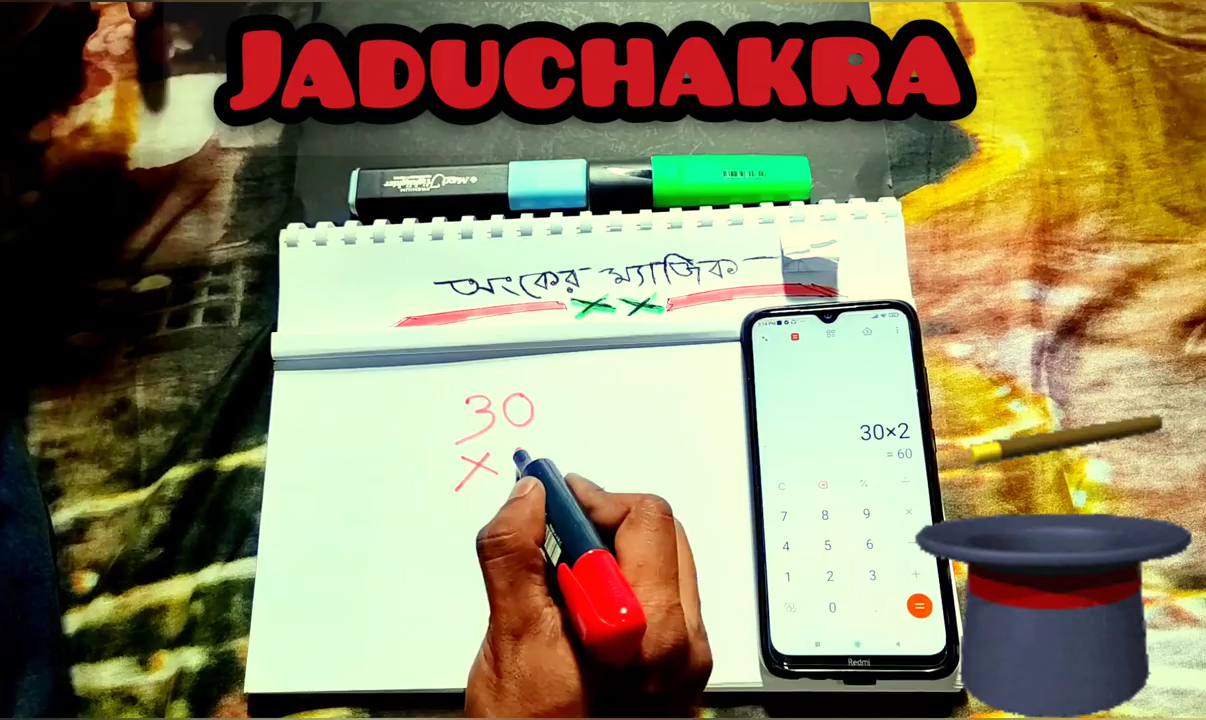 JADUCHAKRA
অংকের ম্যাজিক
30
×
30×2
= 60
C % ÷
7 8 9 ×
4 5 6 −
1 2 3 +
0 . =
Redmi